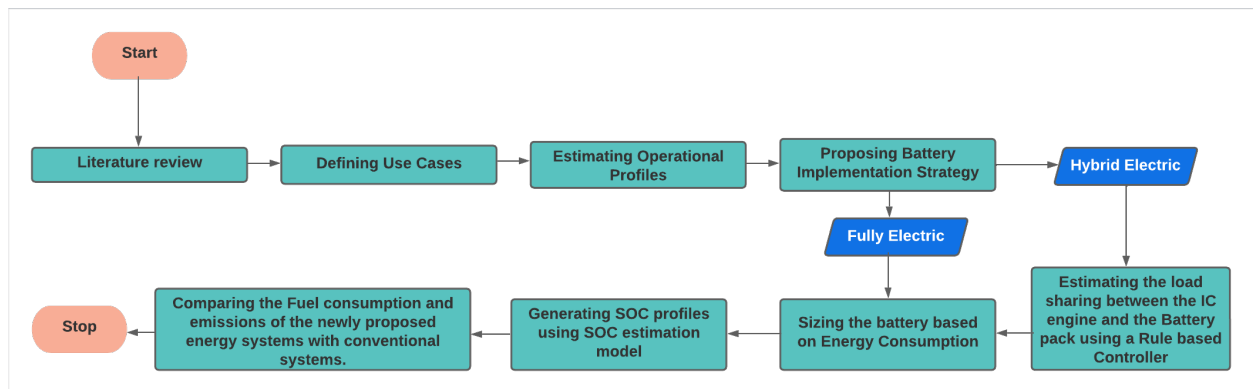 Start
Literature review
Defining Use Cases
Estimating Operational
Profiles
Proposing Battery
Implementation Strategy
Hybrid Electric
Fully Electric
Estimating the load
sharing between the IC
engine and the Battery
pack using a Rule based
Controller
Sizing the battery based
on Energy Consumption
Generating SOC profiles
using SOC estimation
model
Comparing the Fuel consumption and
emissions of the newly proposed
energy systems with conventional
systems.
Stop